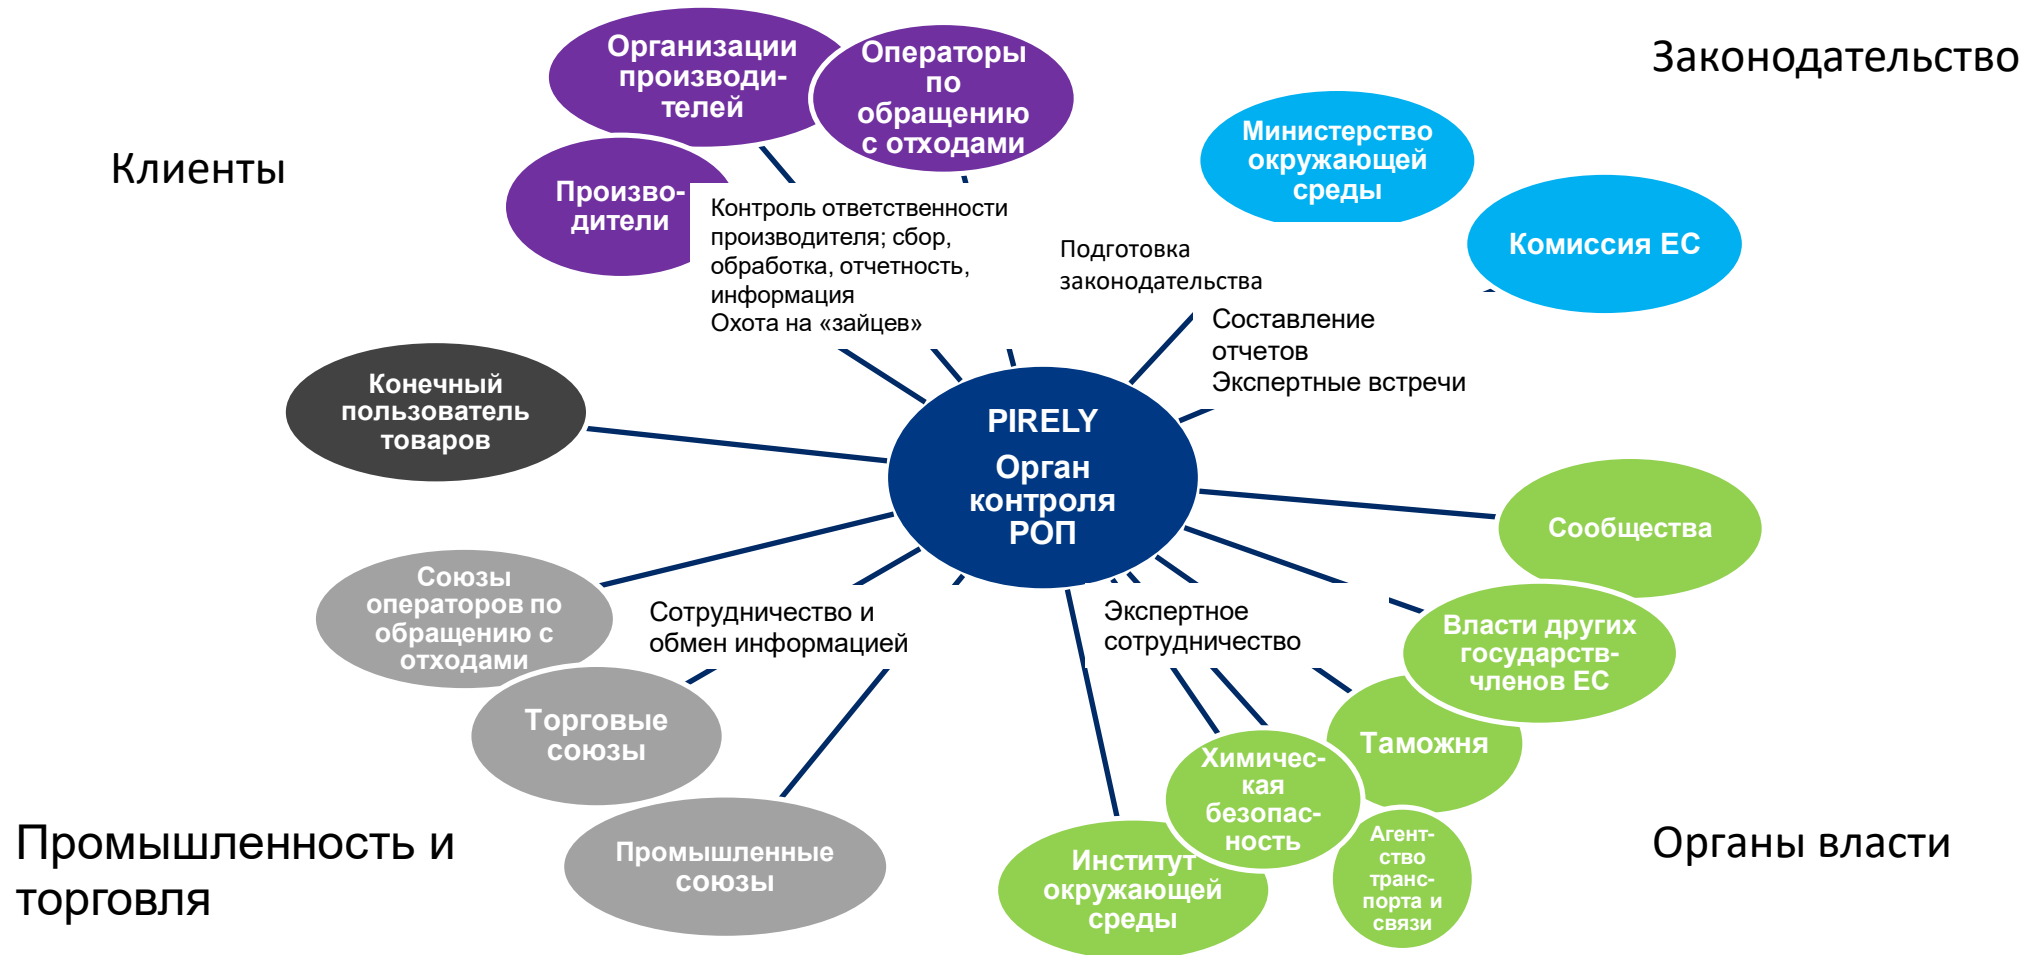 Организации
производи-
телей
Операторы
по
обращению
с отходами
Законодательство
Министерство
окружающей
среды
Клиенты
Произво-
дители
Контроль ответственности
производителя; сбор,
обработка, отчетность,
информация
Охота на «зайцев»
Подготовка
законодательства
Комиссия ЕС
Составление
отчетов
Экспертные встречи
Конечный
пользователь
товаров
PIRELY
Орган
контроля
РОП
Сообщества
Союзы
операторов по
обращению с
отходами
Сотрудничество и
обмен информацией
Экспертное
сотрудничество
Власти других
государств-
членов ЕС
Торговые
союзы
Таможня
Химичес-
кая
безопас-
ность
Промышленность и
торговля
Промышленные
союзы
Институт
окружающей
среды
Агент-
ство
транс-
порта и
связи
Органы власти